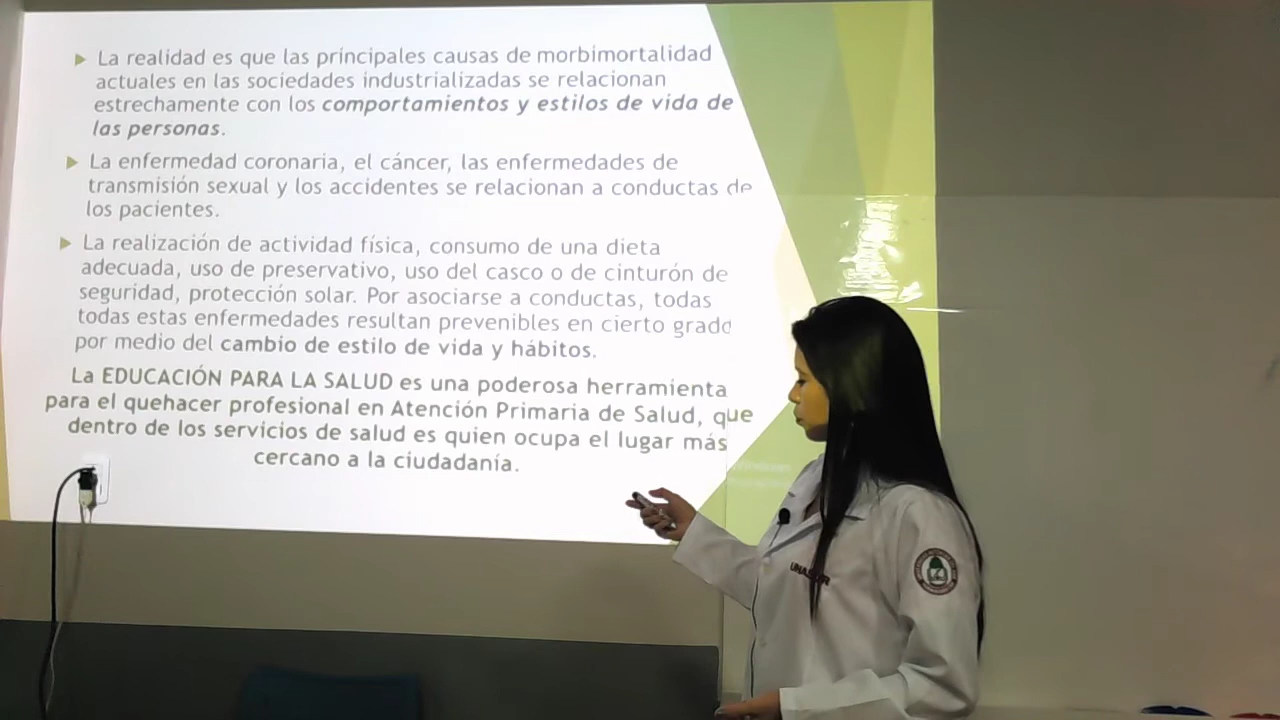 La realidad es que las principales causas de morbimortalidad
actuales en las sociedades industrializadas se relacionan
estrechamente con los comportamientos y estilos de vida de
las personas.
La enfermedad coronaria, el cáncer, las enfermedades de
transmisión sexual y los accidentes se relacionan a conductas de
los pacientes.
La realización de actividad física, consumo de una dieta
adecuada, uso de preservativo, uso del casco o de cinturón de
seguridad, protección solar. Por asociarse a conductas, todas
todas estas enfermedades resultan prevenibles en cierto grado
por medio del cambio de estilo de vida y hábitos.
La EDUCACIÓN PARA LA SALUD es una poderosa herramienta
para el quehacer profesional en Atención Primaria de Salud, que
dentro de los servicios de salud es quien ocupa el lugar más
cercano a la ciudadanía.